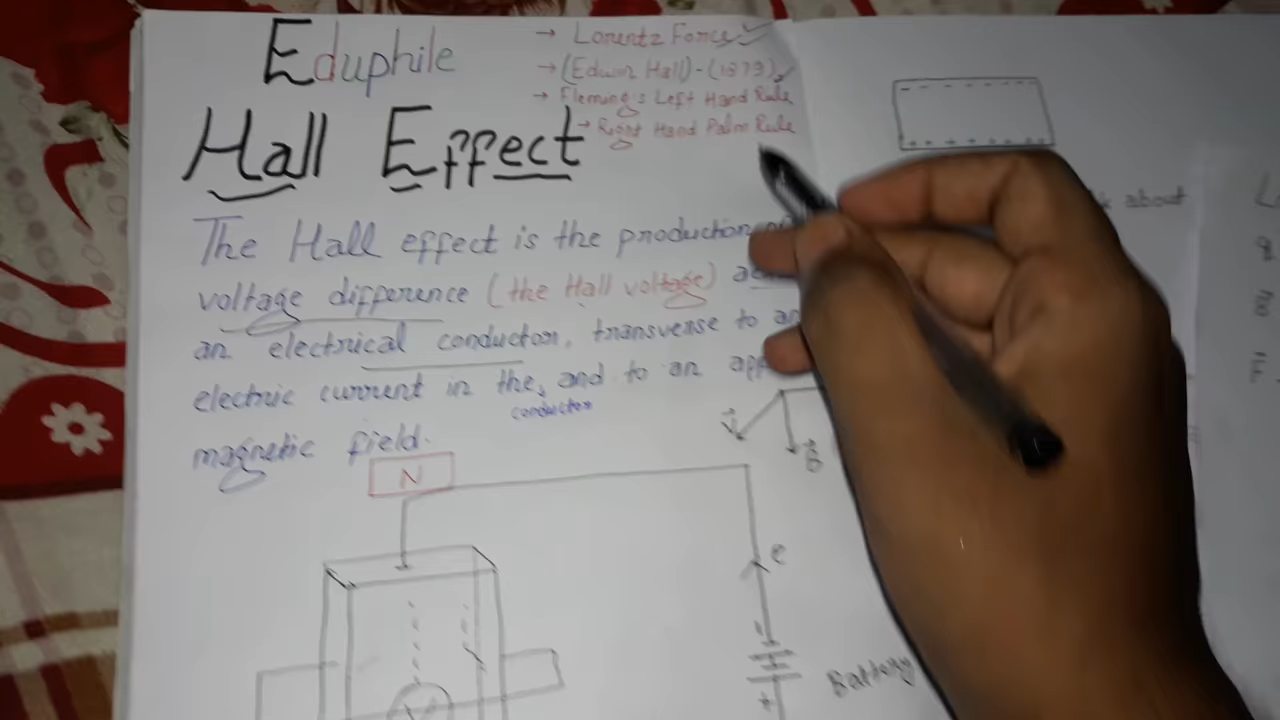 Eduphile
→ Lorentz Force
→ (Edwin Hall) - (1879)
→ Fleming's Left Hand Rule
→ Right Hand Palm Rule
Hall Effect
The Hall effect is the production
voltage difference (the Hall voltage)
an electrical conductor, transverse to an
electric current in the, and to an
conductor
magnetic field.
N
V
B
e
Battery
+
about